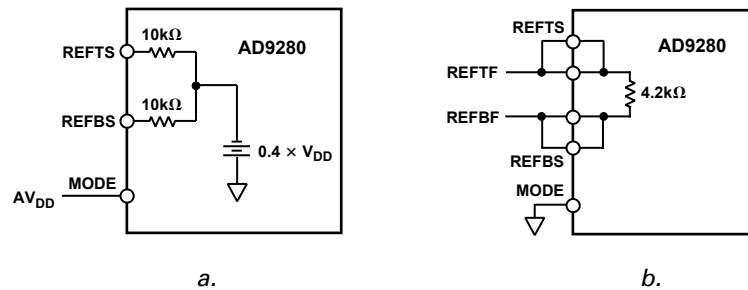 10kΩ
REFTS
AD9280
10kΩ
REFBS
0.4 × VDD
MODE
AVDD
a.
REFTS
AD9280
REFTF
4.2kΩ
REFBF
REFBS
MODE
b.